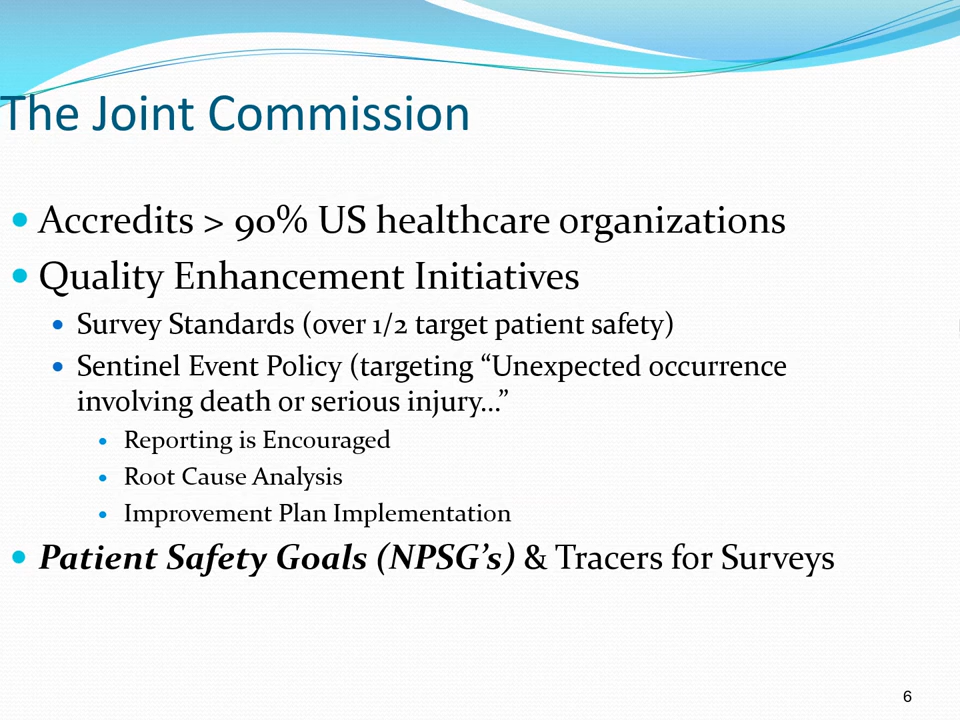 The Joint Commission
• Accredits > 90% US healthcare organizations
• Quality Enhancement Initiatives
• Survey Standards (over 1/2 target patient safety)
• Sentinel Event Policy (targeting “Unexpected occurrence
involving death or serious injury…”
• Reporting is Encouraged
• Root Cause Analysis
• Improvement Plan Implementation
• Patient Safety Goals (NPSG’s) & Tracers for Surveys
6